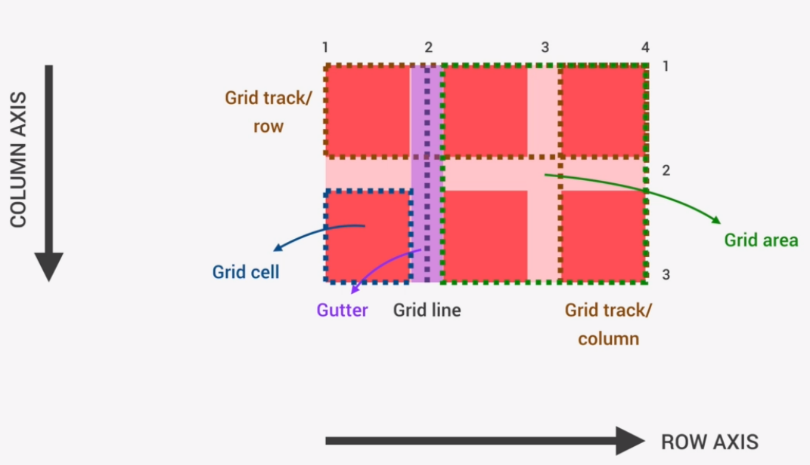 1 2 3 4
1
Grid track/
row
COLUMN AXIS
2
Grid area
Grid cell
3
Gutter
Grid line
Grid track/
column
ROW AXIS